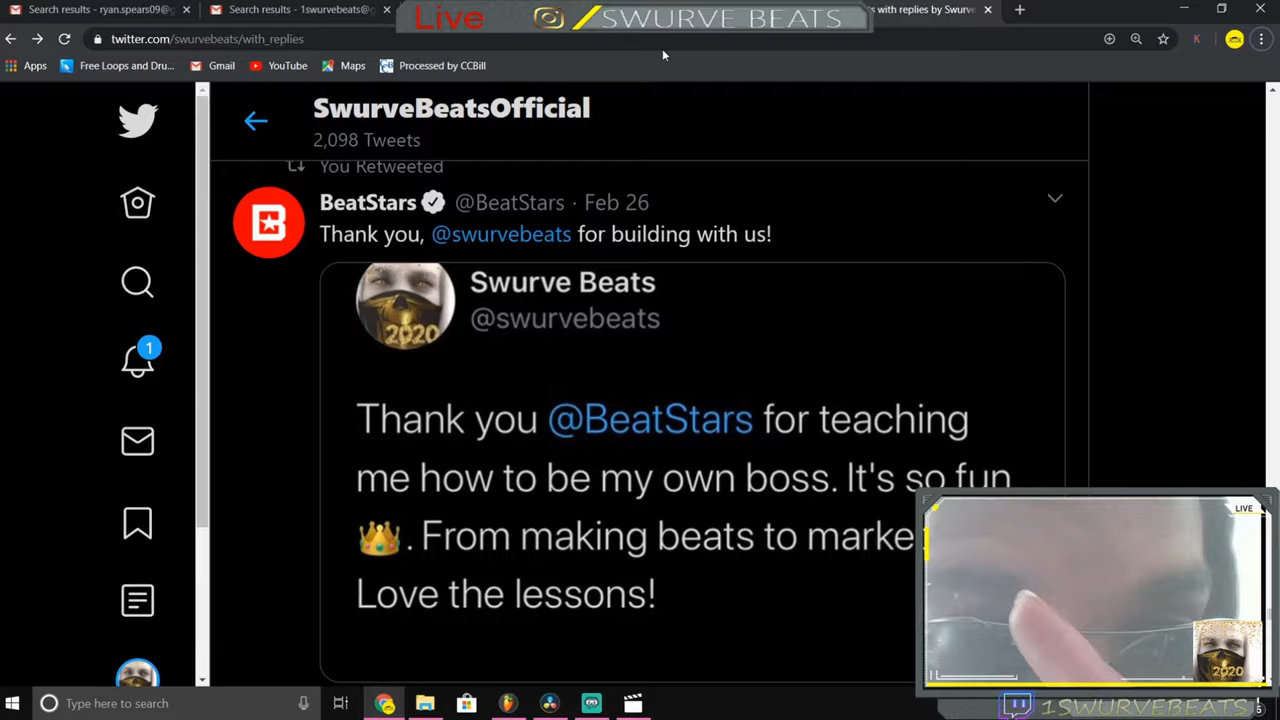 Search results - ryan.spears09@g
Search results - 1swurvebeats@g
Live
SWURVE BEATS
s with replies by Swurve
twitter.com/swurvebeats/with_replies
K
Apps
Free Loops and Dru...
Gmail
YouTube
Maps
Processed by CCBill
SwurveBeatsOfficial
2,098 Tweets
You Retweeted
BeatStars @BeatStars · Feb 26
Thank you, @swurvebeats for building with us!
Swurve Beats
@swurvebeats
2020
Thank you @BeatStars for teaching
me how to be my own boss. It's so fun
👑. From making beats to marke
Love the lessons!
1
LIVE
2020
Type here to search
1SWURVEBEATS